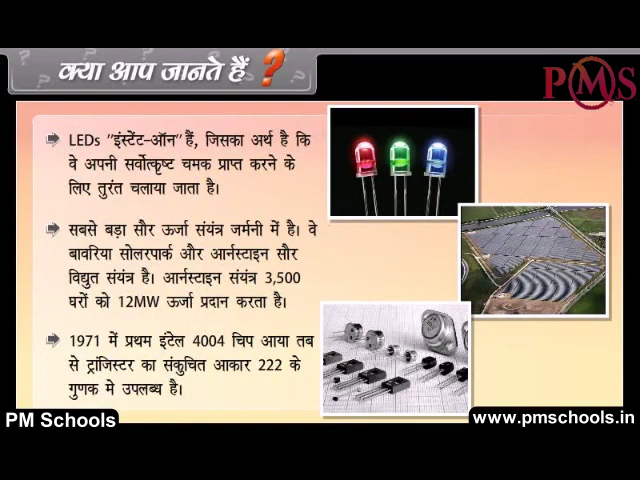 क्या आप जानते हैं ?
PMS
LEDs "इंस्टेंट-ऑन" हैं, जिसका अर्थ है कि
वे अपनी सर्वोत्कृष्ट चमक प्राप्त करने के
लिए तुरंत चलाया जाता है।
सबसे बड़ा सौर ऊर्जा संयंत्र जर्मनी में है। वे
बावरिया सोलरपार्क और आर्नस्टाइन सौर
विद्युत संयंत्र है। आर्नस्टाइन संयंत्र 3,500
घरों को 12MW ऊर्जा प्रदान करता है।
1971 में प्रथम इंटेल 4004 चिप आया तब
से ट्रांजिस्टर का संकुचित आकार 222 के
गुणक मे उपलब्ध है।
PM Schools
www.pmschools.in